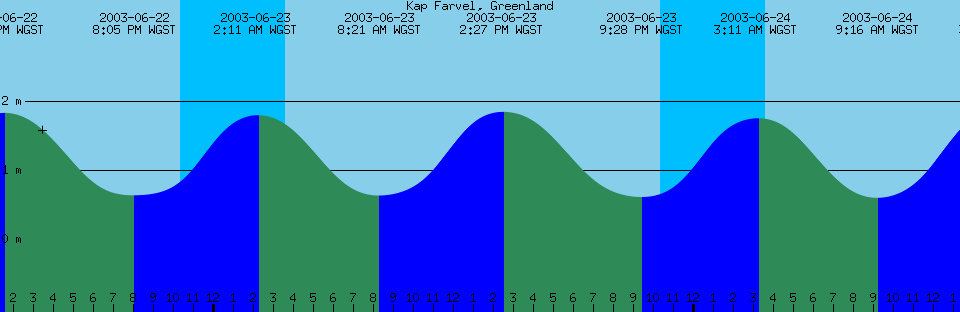 Kap Farvel, Greenland
-06-22 2003-06-22 2003-06-23 2003-06-23 2003-06-23 2003-06-23 2003-06-24 2003-06-24
PM WGST 8:05 PM WGST 2:11 AM WGST 8:21 AM WGST 2:27 PM WGST 9:28 PM WGST 3:11 AM WGST 9:16 AM WGST
2 m
1 m
0 m
2 3 4 5 6 7 8 9 10 11 12 1 2 3 4 5 6 7 8 9 10 11 12 1 2 3 4 5 6 7 8 9 10 11 12 1 2 3 4 5 6 7 8 9 10 11 12